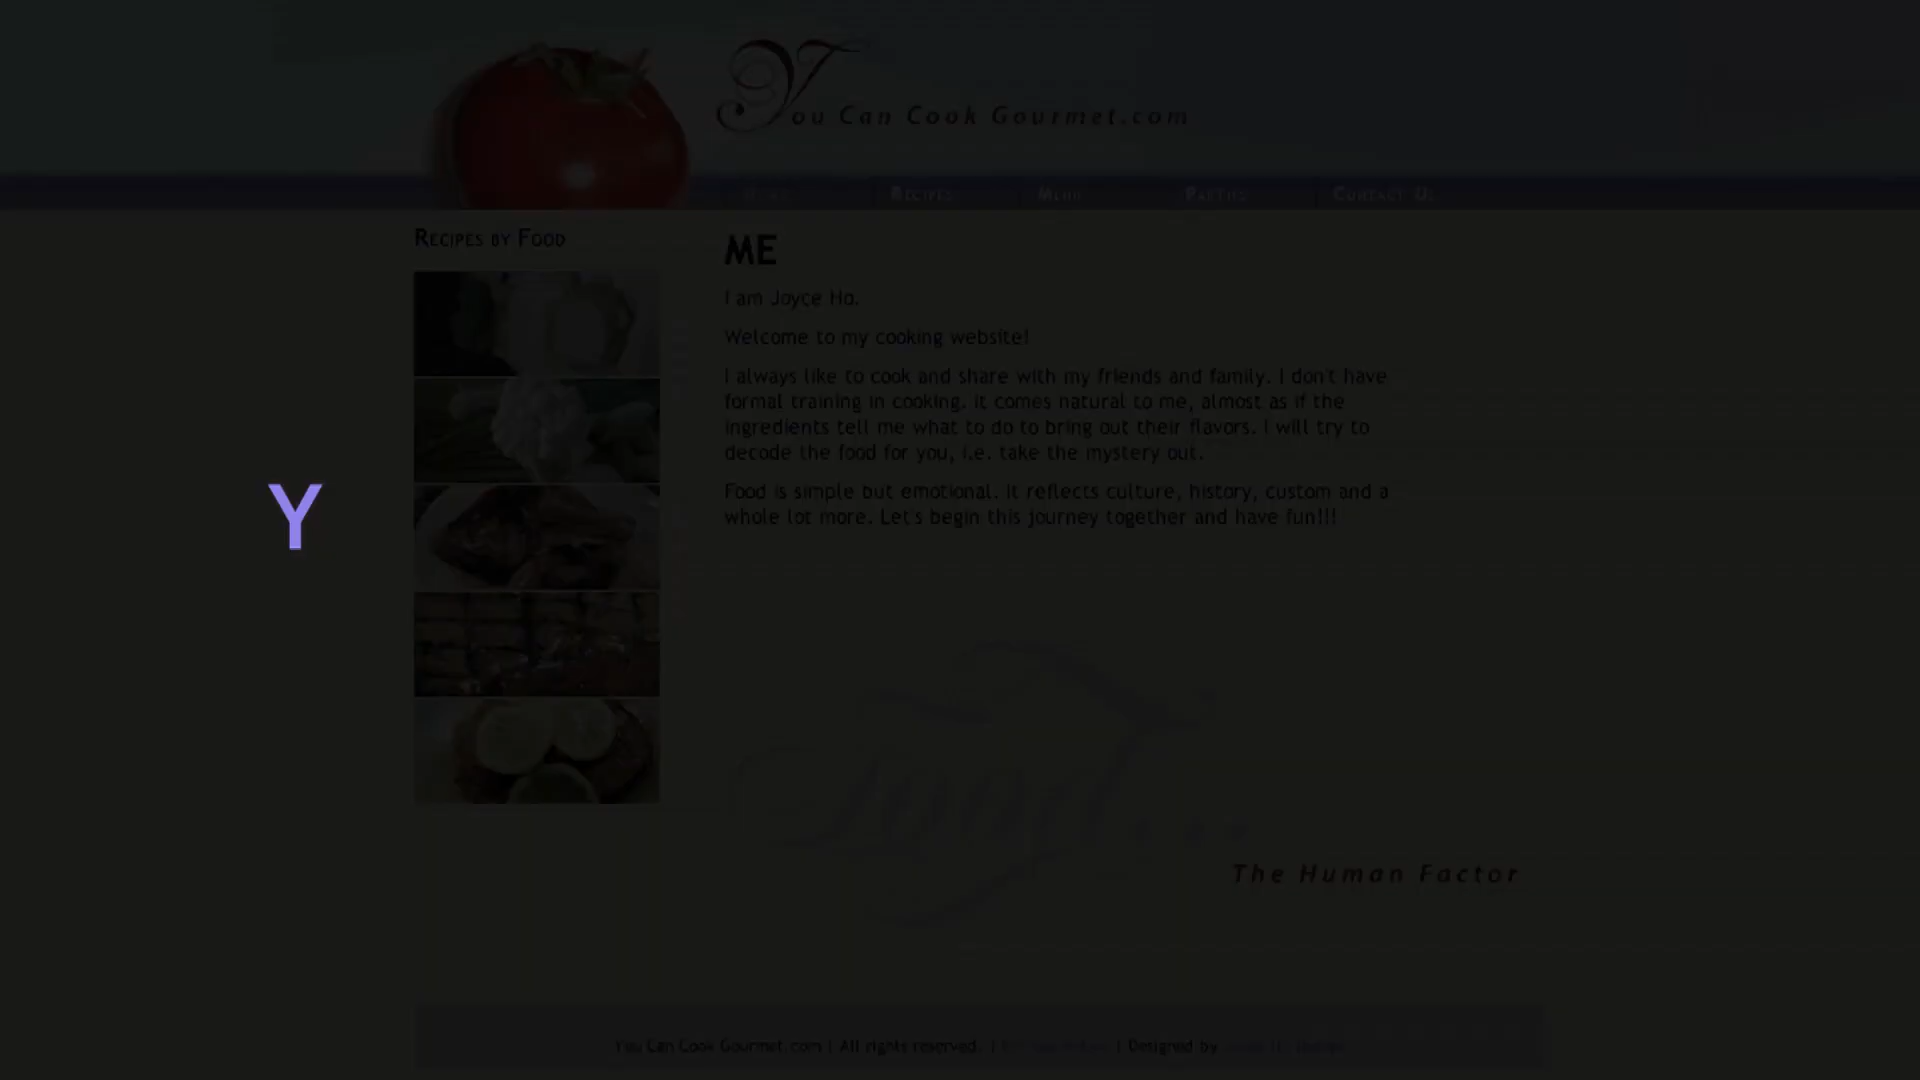 You Can Cook Gourmet.com
Home Recipes Menu Parties Contact Us
Recipes by Food
ME
I am Joyce Ho.
Welcome to my cooking website!
I always like to cook and share with my friends and family. I don't have
formal training in cooking. It comes natural to me, almost as if the
ingredients tell me what to do to bring out their flavors. I will try to
decode the food for you, i.e. take the mystery out.
Food is simple but emotional. It reflects culture, history, custom and a
whole lot more. Let's begin this journey together and have fun!!!
Y
The Human Factor
You Can Cook Gourmet.com | All rights reserved. | | Designed by